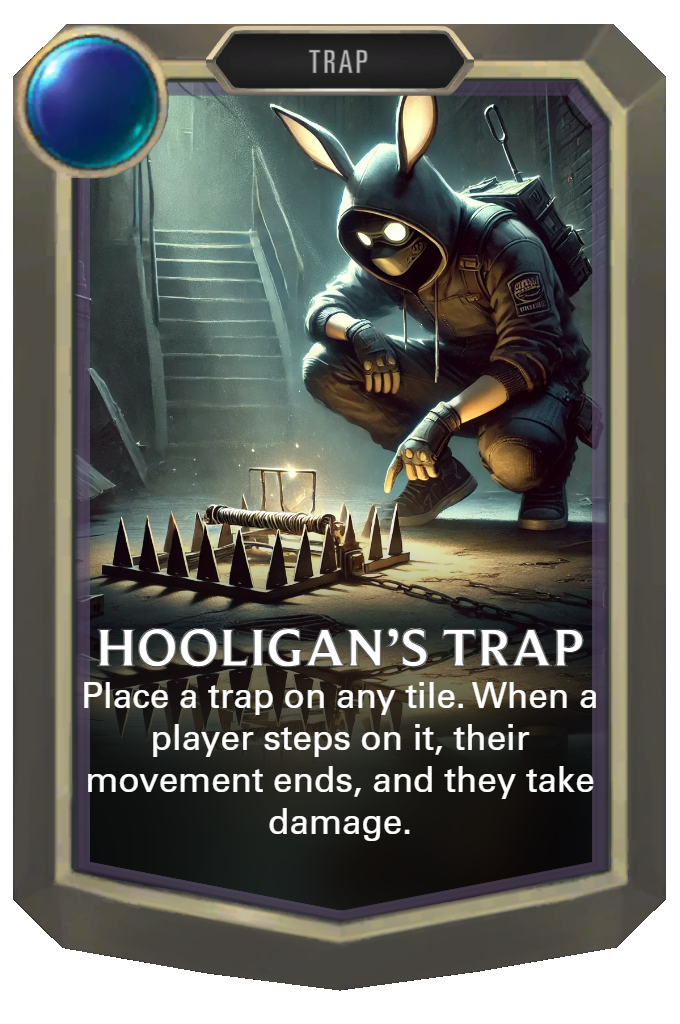 TRAP
HOOLIGAN'S TRAP
Place a trap on any tile. When a
player steps on it, their
movement ends, and they take
damage.